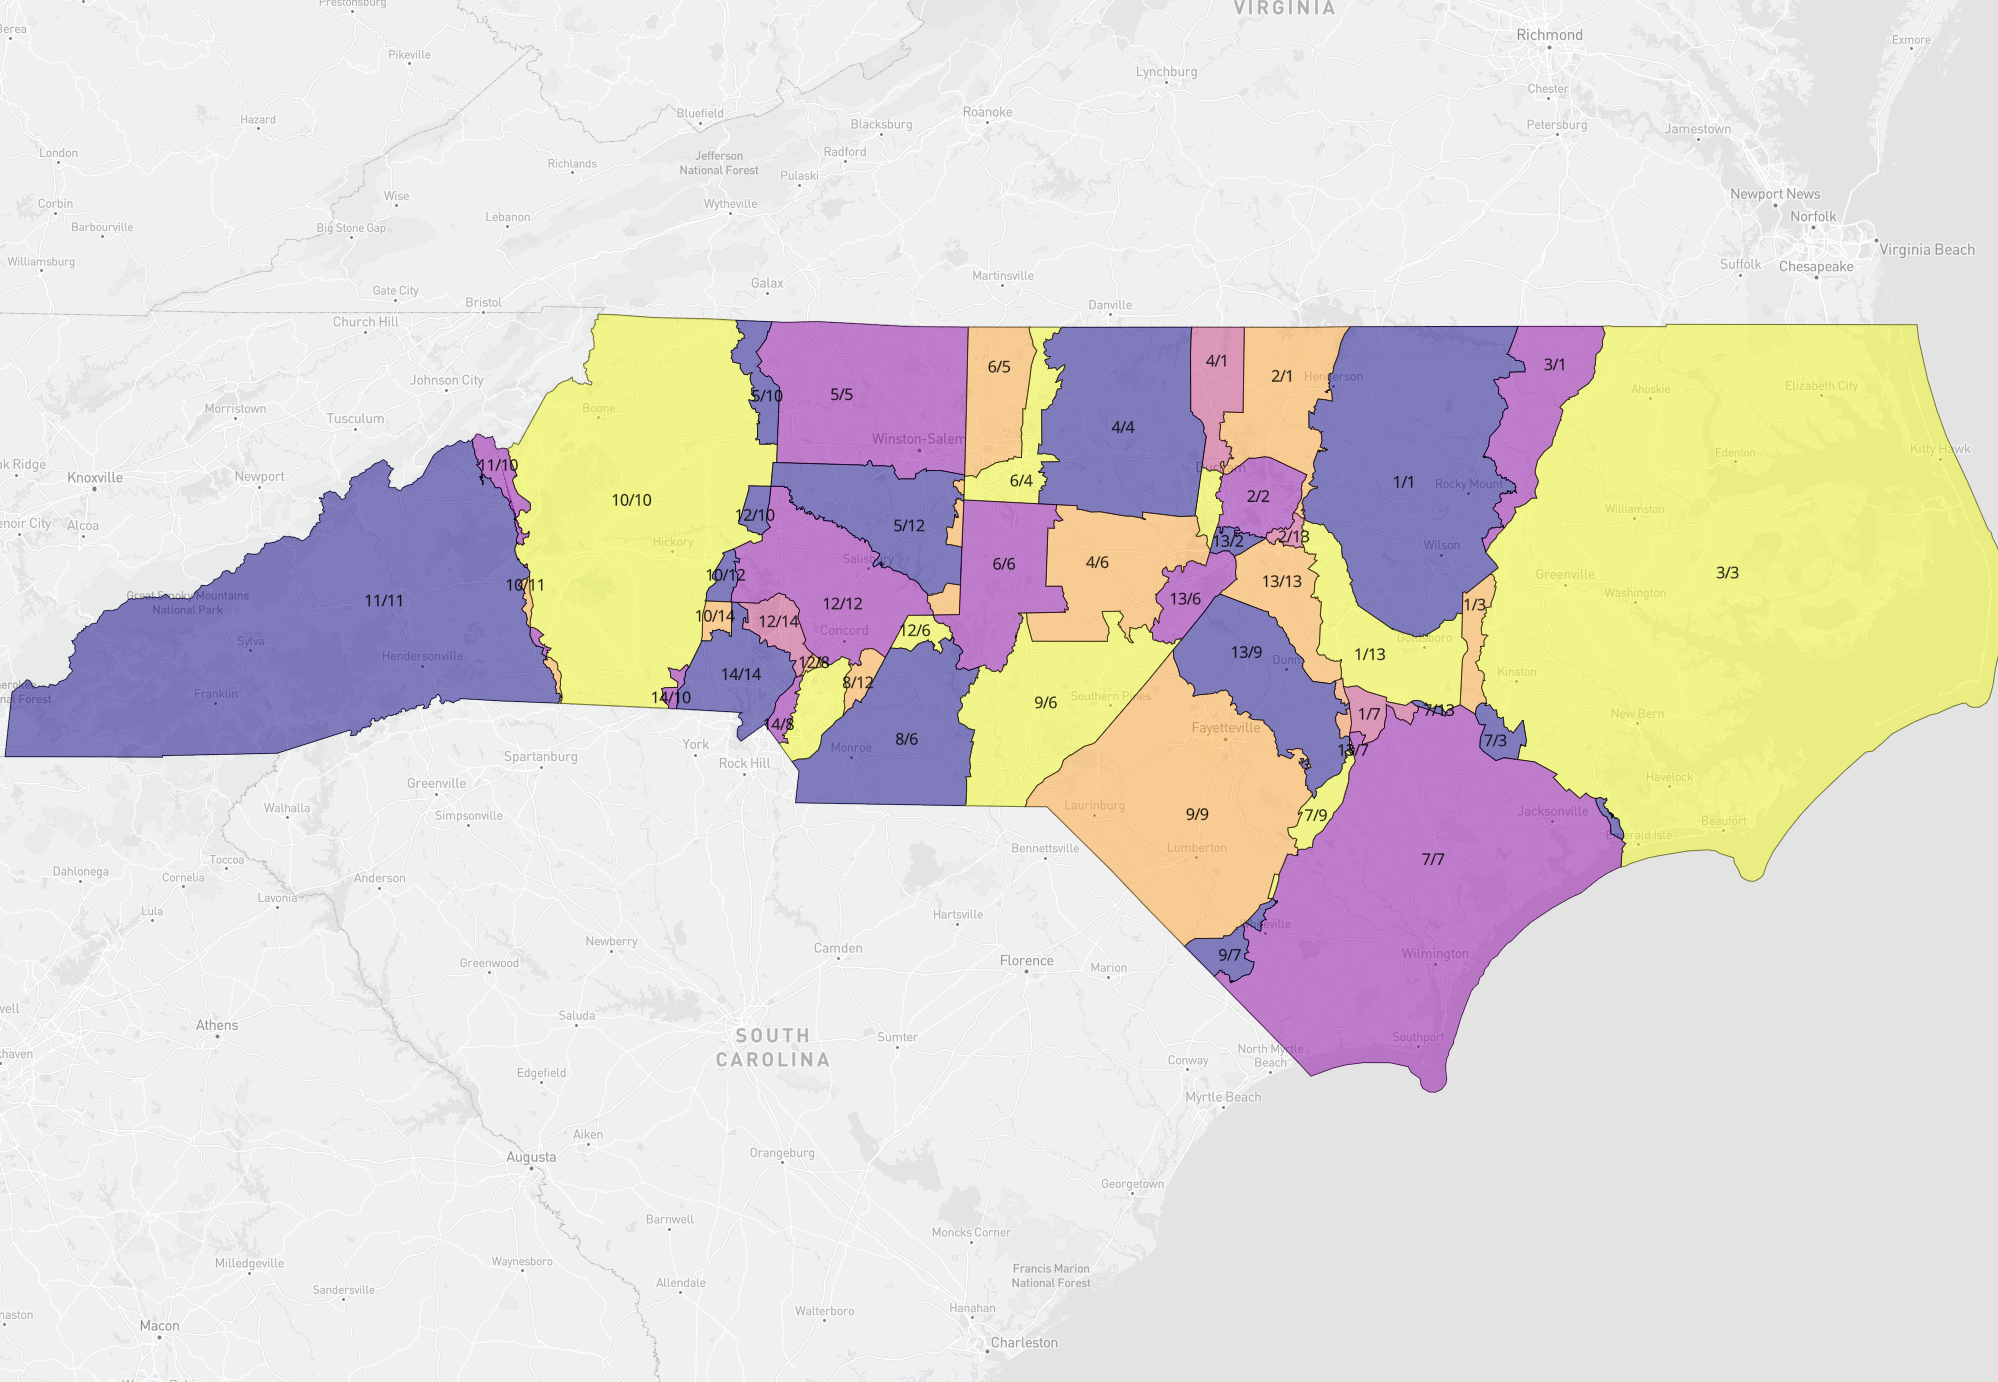 VIRGINIA
Prestonsburg
Berea
Richmond
Exmore
Pikeville
Lynchburg
Chester
Hazard
Bluefield
Roanoke
Blacksburg
Petersburg
Jamestown
London
Richlands
Jefferson
National Forest
Radford
Pulaski
Wise
Newport News
Corbin
Wytheville
Norfolk
Lebanon
Barbourville
Big Stone Gap
Virginia Beach
Williamsburg
Suffolk
Chesapeake
Martinsville
Galax
Gate City
Bristol
Danville
Church Hill
4/1
3/1
6/5
2/1
Henderson
Johnson City
Ahoskie
Elizabeth City
5/10
5/5
Morristown
Boone
Tusculum
4/4
Winston-Salem
Kitty Hawk
Edenton
ak Ridge
11/10
Durham
Knoxville
Newport
6/4
1/1
Rocky Mount
10/10
2/2
Williamston
12/10
5/12
enoir City
Alcoa
2/13
13/2
Hickory
Wilson
Salisbury
6/6
4/6
3/3
10/12
Greenville
Washington
10/11
13/13
Great Smoky Mountains
National Park
11/11
12/12
13/6
1/3
10/14
12/14
Concord
12/6
Goldsboro
Sylva
Hendersonville
13/9
Dunn
1/13
12/8
14/14
8/12
Kinston
Franklin
14/10
Southern Pines
9/6
7/13
New Bern
1/7
14/8
Fayetteville
York
Monroe
8/6
7/3
13/7
Spartanburg
Rock Hill
Greenville
Havelock
Walhalla
Simpsonville
Laurinburg
9/9
7/9
Jacksonville
Beaufort
Emerald Isle
Toccoa
Bennettsville
Lumberton
7/7
Dahlonega
Cornelia
Anderson
Lavonia
Lula
Hartsville
Whiteville
Newberry
Camden
9/7
Wilmington
Greenwood
Florence
Marion
Saluda
Athens
SOUTH
CAROLINA
Sumter
Southport
North Myrtle
Beach
Conway
Edgefield
Myrtle Beach
Aiken
Orangeburg
Augusta
Georgetown
Barnwell
Moncks Corner
Waynesboro
Milledgeville
Francis Marion
National Forest
Allendale
Sandersville
Hanahan
Walterboro
Macon
Charleston